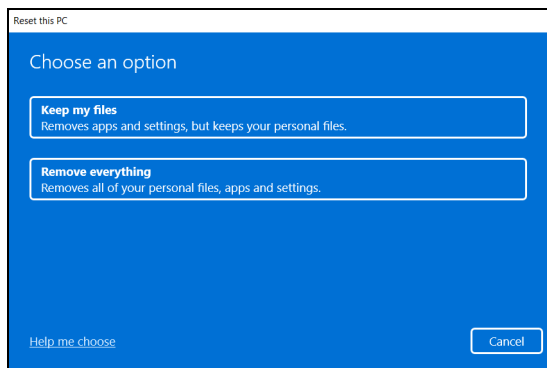 Reset this PC
Choose an option
Keep my files
Removes apps and settings, but keeps your personal files.
Remove everything
Removes all of your personal files, apps and settings.
Help me choose
Cancel